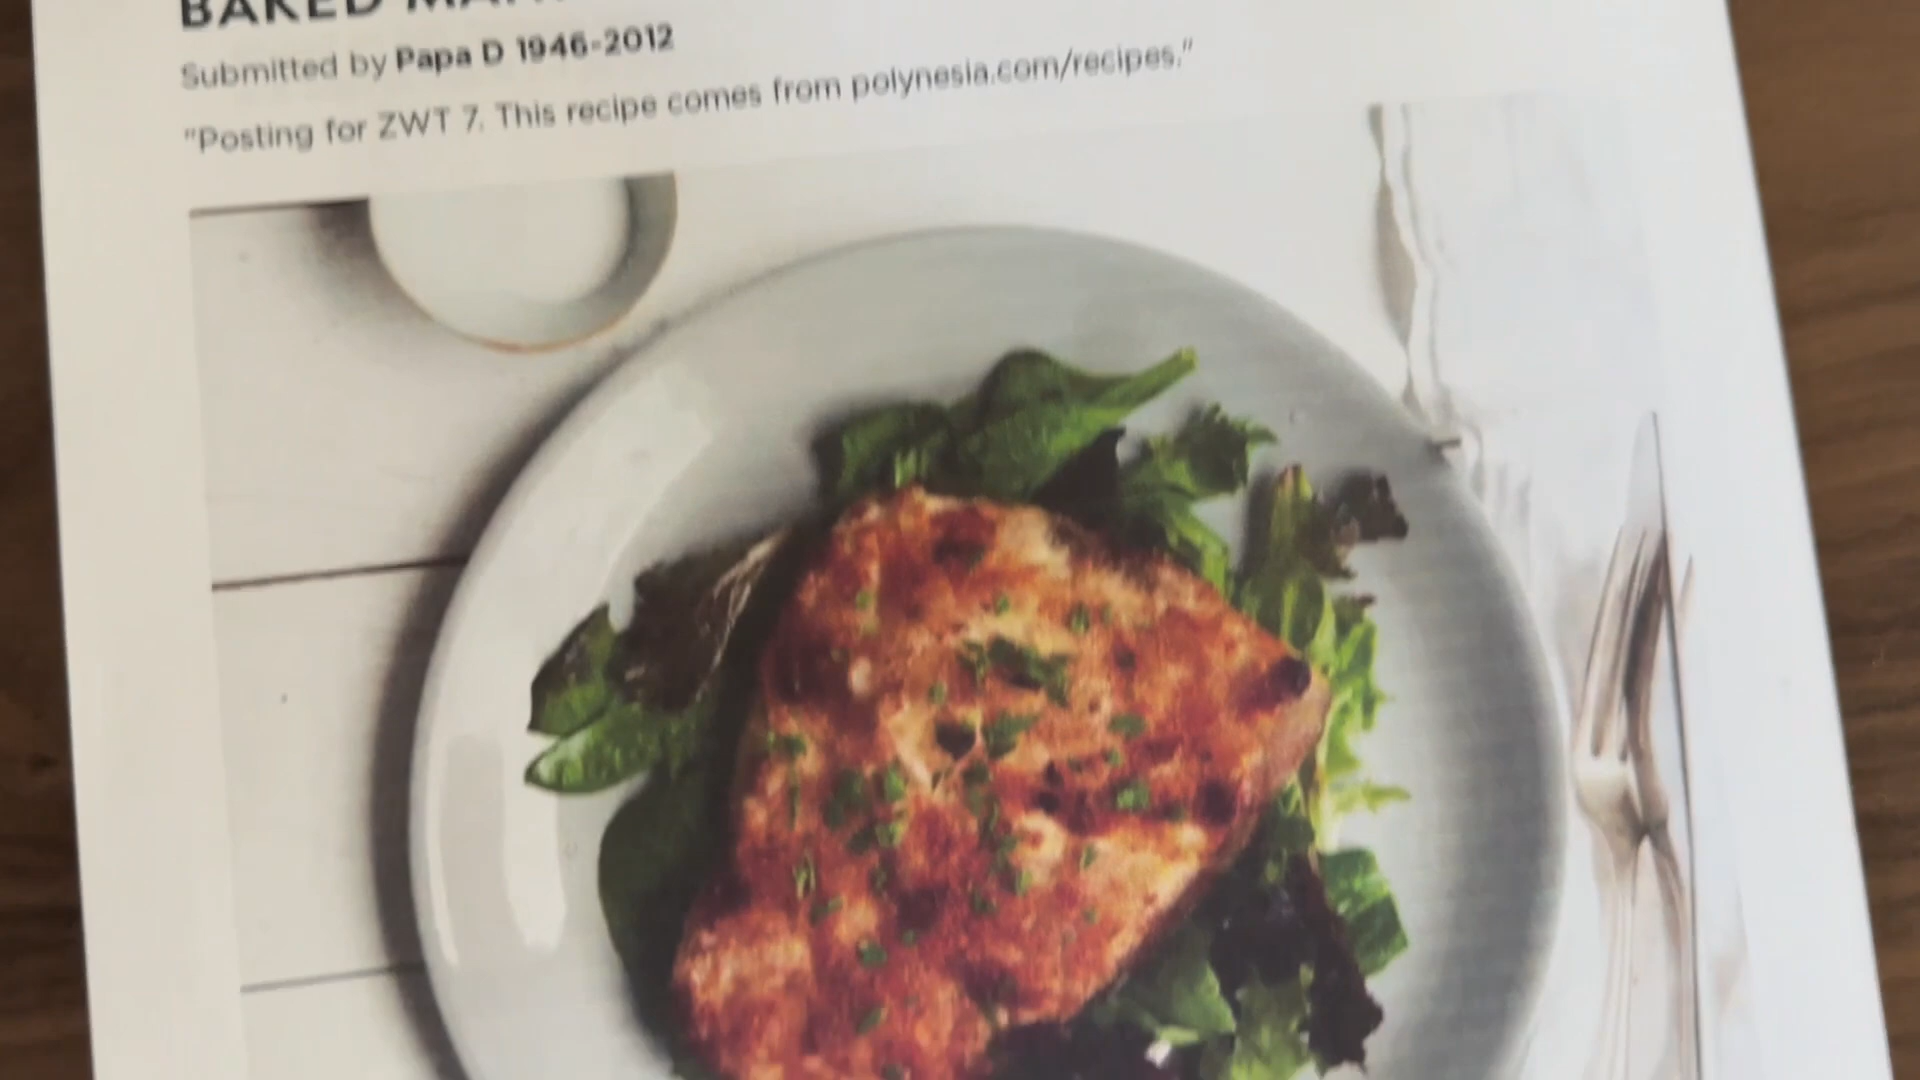 BAKED
Submitted by Papa D 1946-2012
"Posting for ZWT 7. This recipe comes from polynesia.com/recipes."